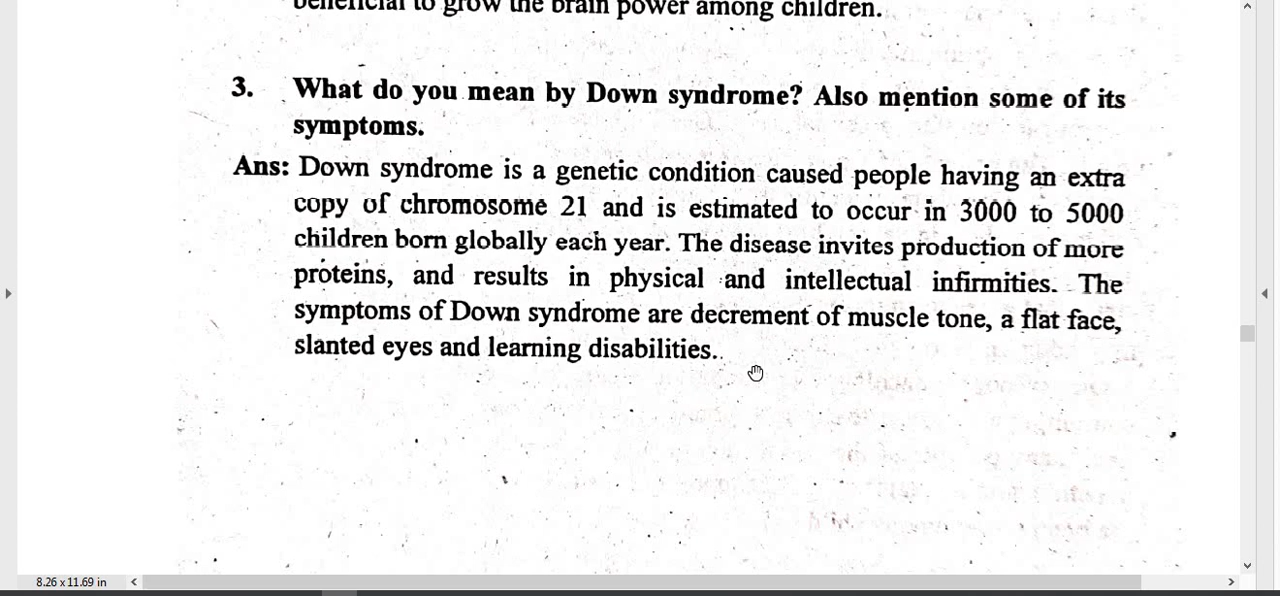 beneficial to grow the brain power among children.
3. What do you mean by Down syndrome? Also mention some of its
symptoms.
Ans: Down syndrome is a genetic condition caused people having an extra
copy of chromosome 21 and is estimated to occur in 3000 to 5000
children born globally each year. The disease invites production of more
proteins, and results in physical and intellectual infirmities. The
symptoms of Down syndrome are decrement of muscle tone, a flat face,
slanted eyes and learning disabilities..
8.26 x 11.69 in